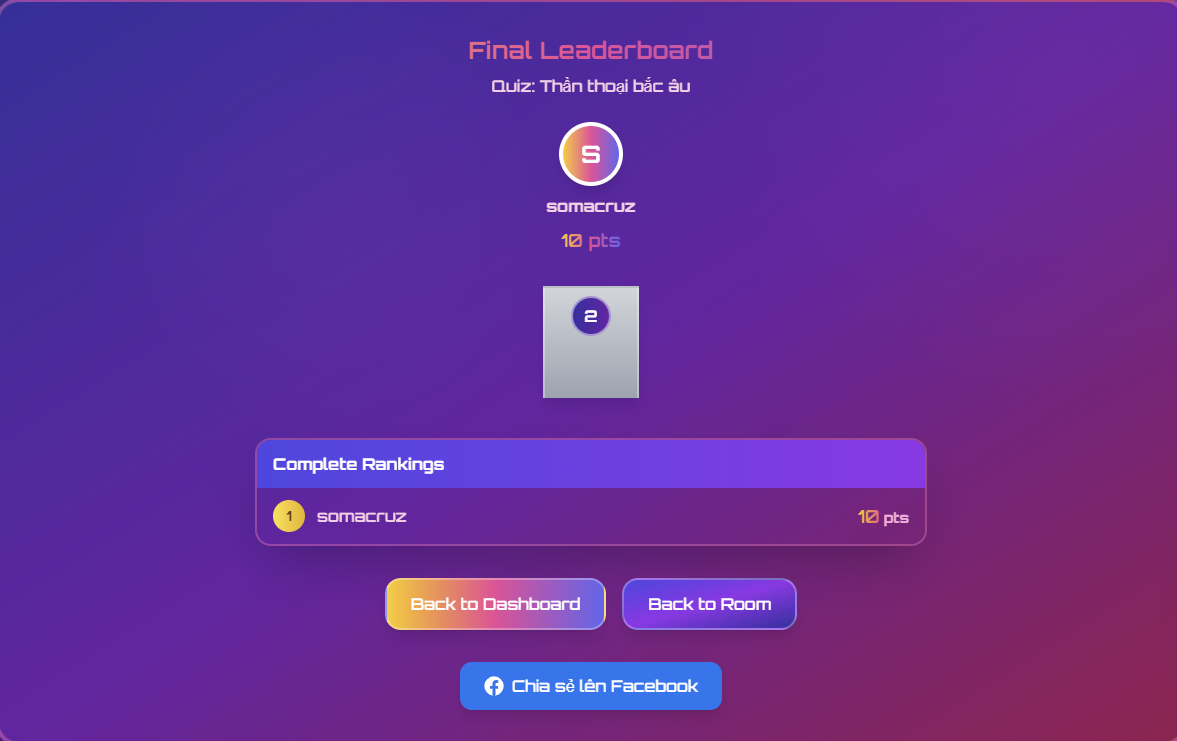 Final Leaderboard
Quiz: Thần thoại bắc âu
S
somacruz
10 pts
2
Complete Rankings
1 somacruz 10 pts
Back to Dashboard Back to Room
Chia sẻ lên Facebook